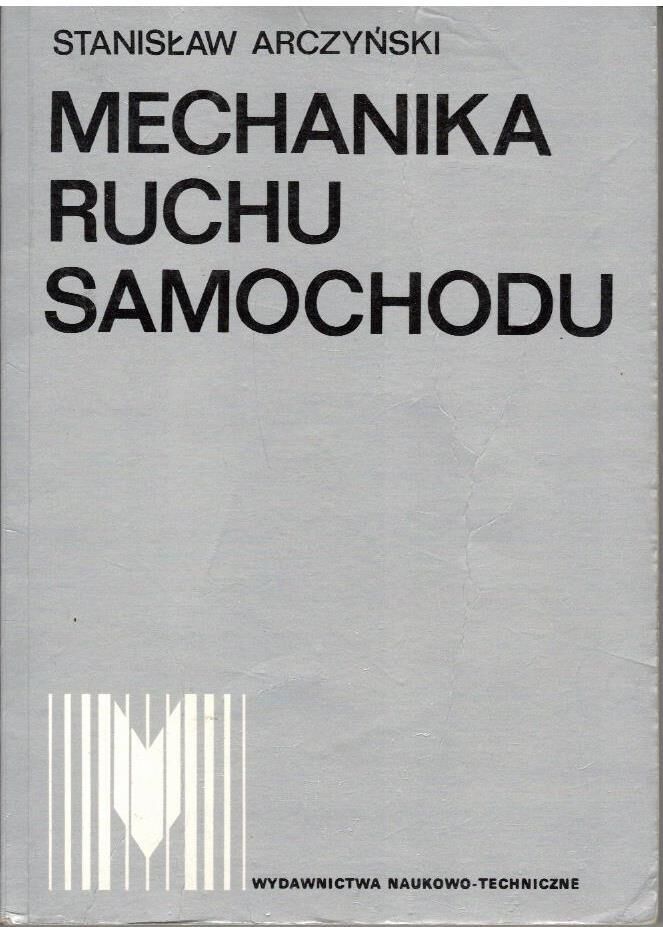 STANISŁAW ARCZYŃSKI
MECHANIKA
RUCHU
SAMOCHODU
WYDAWNICTWA NAUKOWO-TECHNICZNE